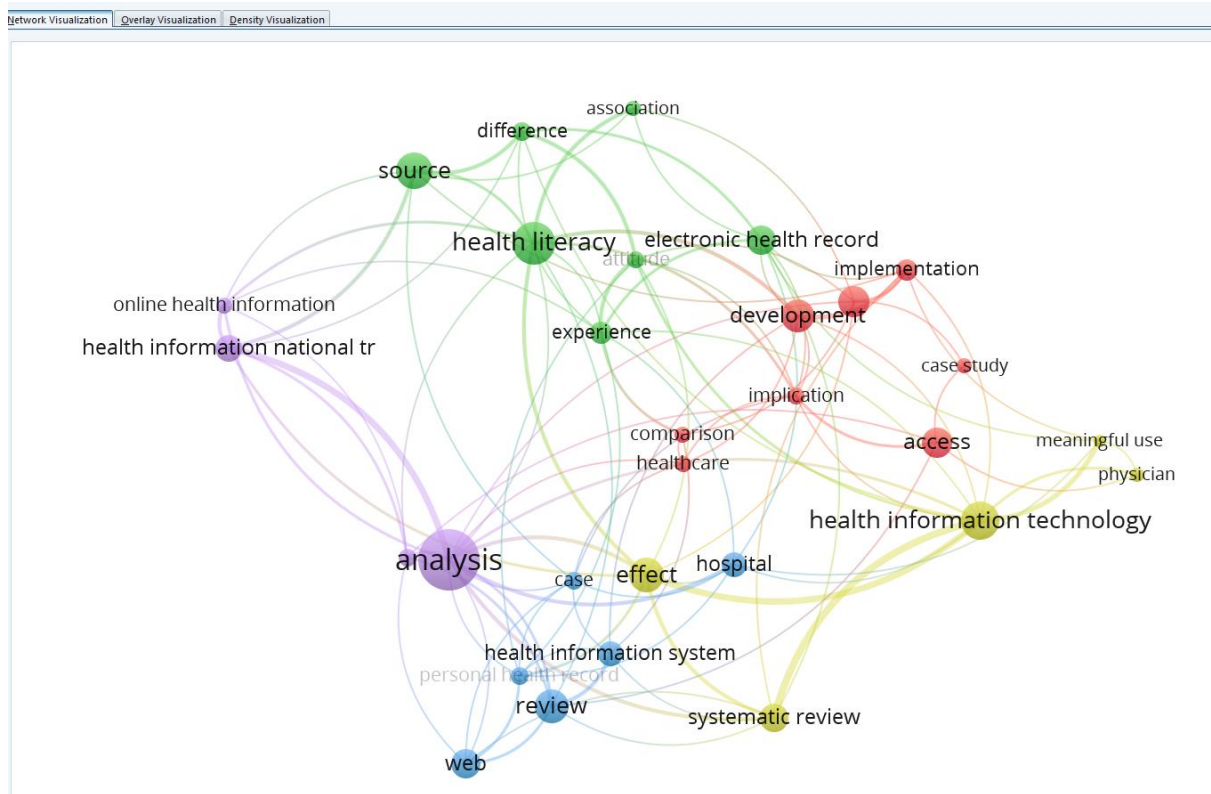 Network Visualization Overlay Visualization Density Visualization
association
difference
source
health literacy
electronic health record
attitude
implementation
online health information
development
experience
health information national tr
case study
implication
comparison
access
meaningful use
healthcare
physician
health information technology
analysis
hospital
effect
case
health information system
personal health record
review
systematic review
web